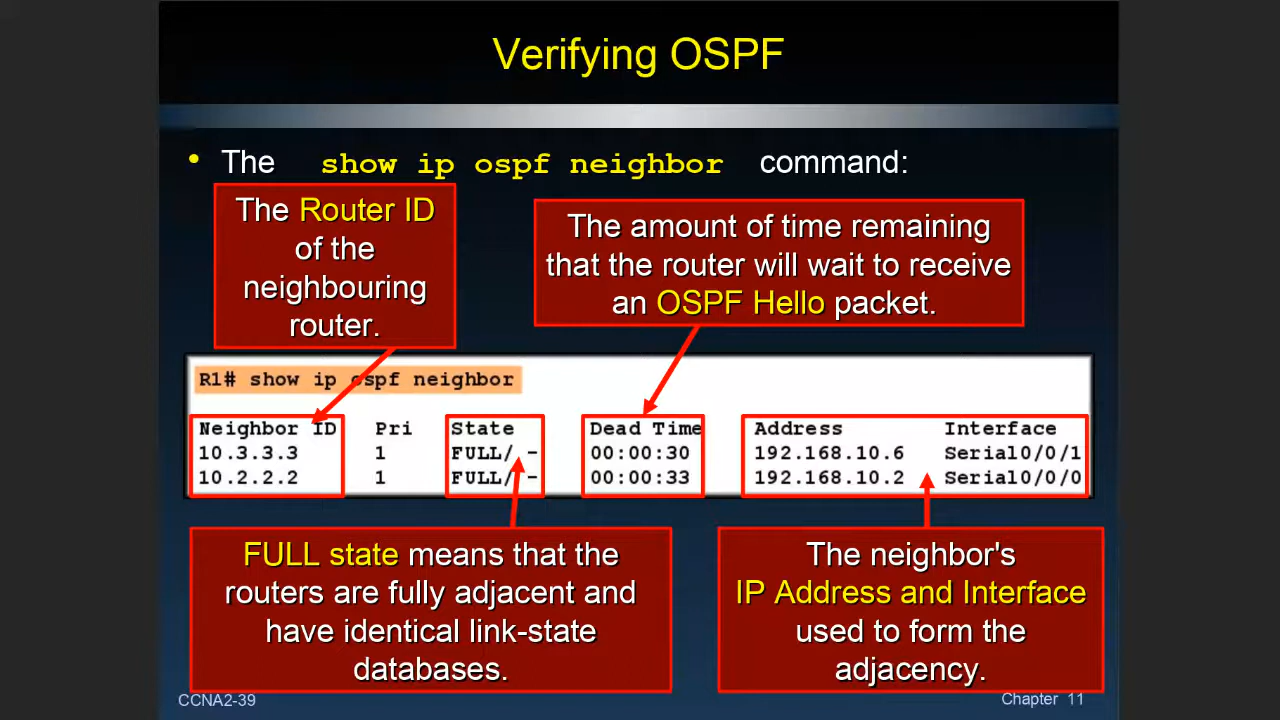 Verifying OSPF
• The show ip ospf neighbor command:
The Router ID
of the
neighbouring
router.
The amount of time remaining
that the router will wait to receive
an OSPF Hello packet.
R1# show ip ospf neighbor
Neighbor ID Pri State Dead Time Address Interface
10.3.3.3 1 FULL/ - 00:00:30 192.168.10.6 Serial0/0/1
10.2.2.2 1 FULL/ - 00:00:33 192.168.10.2 Serial0/0/0
FULL state means that the
routers are fully adjacent and
have identical link-state
databases.
The neighbor's
IP Address and Interface
used to form the
adjacency.
CCNA2-39
Chapter 11